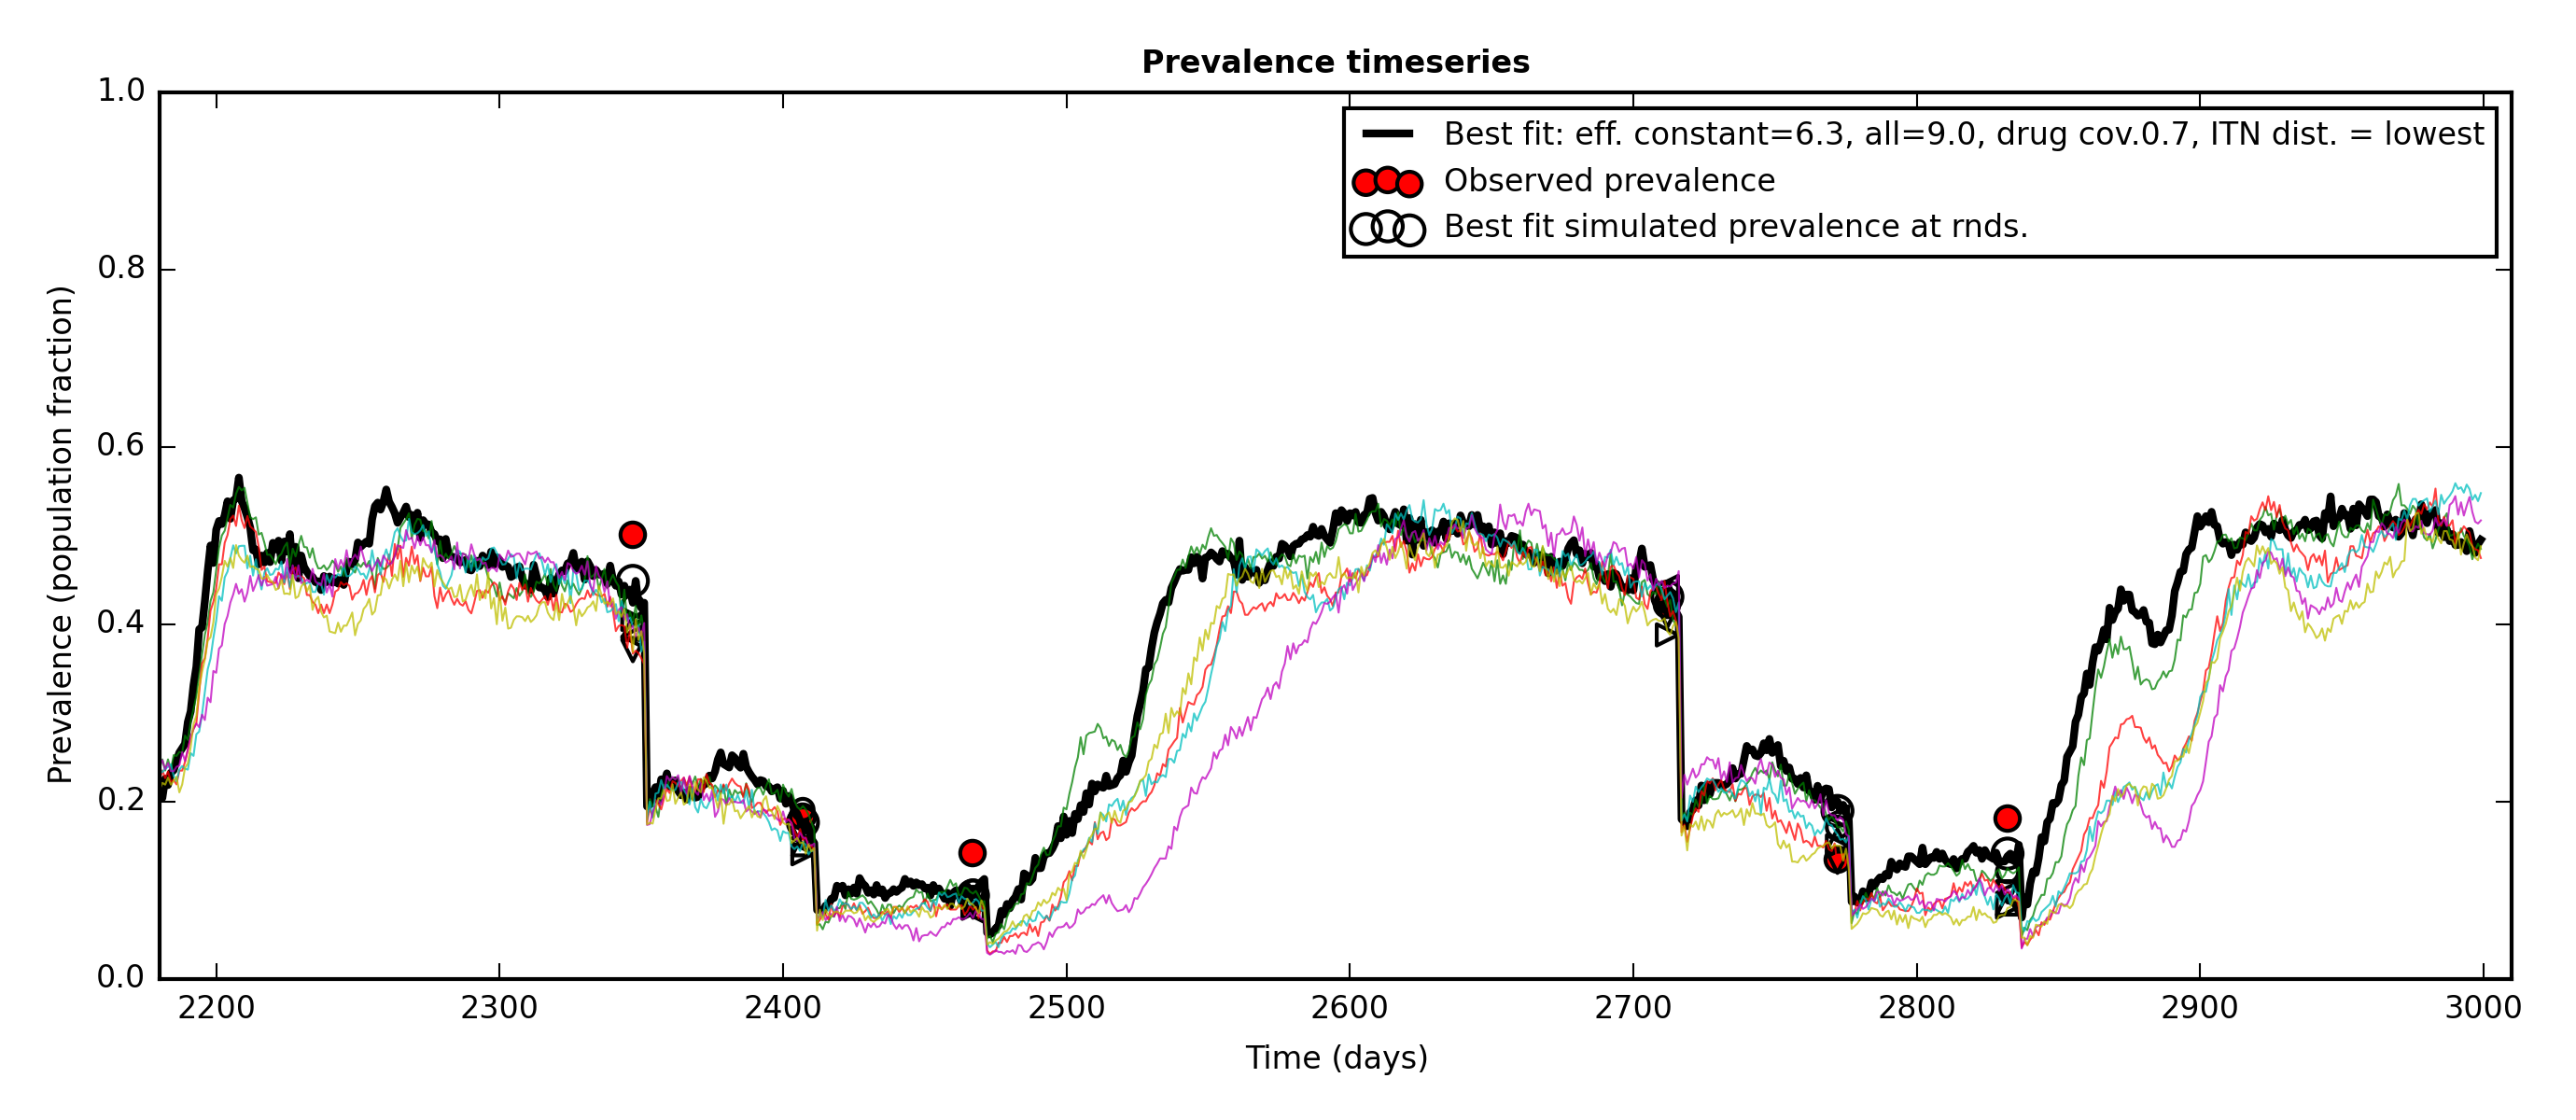 Prevalence timeseries
Best fit: eff. constant=6.3, all=9.0, drug cov.0.7, ITN dist. = lowest
Observed prevalence
Best fit simulated prevalence at rnds.
Prevalence (population fraction)
1.0
0.8
0.6
0.4
0.2
0.0
2200 2300 2400 2500 2600 2700 2800 2900 3000
Time (days)